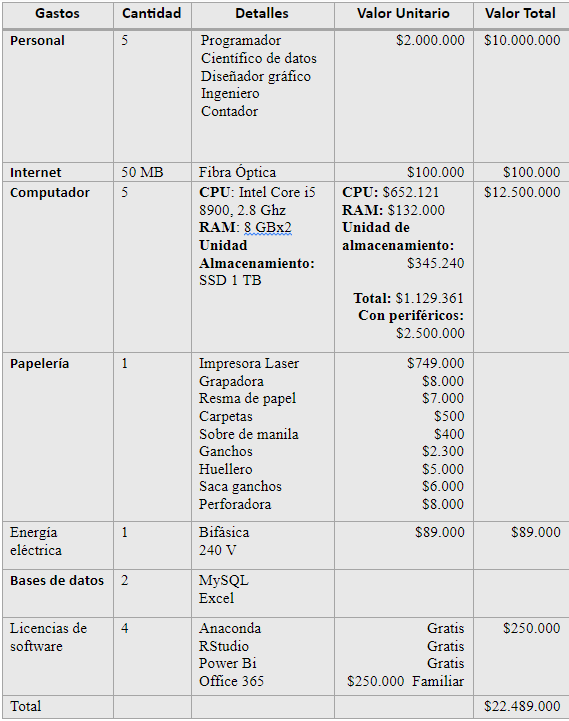 Gastos Cantidad Detalles Valor Unitario Valor Total
Personal 5 Programador $2.000.000 $10.000.000
Científico de datos
Diseñador gráfico
Ingeniero
Contador
Internet 50 MB Fibra Óptica $100.000 $100.000
Computador 5 CPU: Intel Core i5 CPU: $652.121 $12.500.000
8900, 2.8 Ghz RAM: $132.000
RAM: 8 GBx2 Unidad de
Unidad almacenamiento:
Almacenamiento: $345.240
SSD 1 TB
Total: $1.129.361
Con periféricos:
$2.500.000
Papelería 1 Impresora Laser $749.000
Grapadora $8.000
Resma de papel $7.000
Carpetas $500
Sobre de manila $400
Ganchos $2.300
Huellero $5.000
Saca ganchos $6.000
Perforadora $8.000
Energía 1 Bifásica $89.000 $89.000
eléctrica 240 V
Bases de datos 2 MySQL
Excel
Licencias de 4 Anaconda Gratis $250.000
software RStudio Gratis
Power Bi Gratis
Office 365 $250.000 Familiar
Total $22.489.000